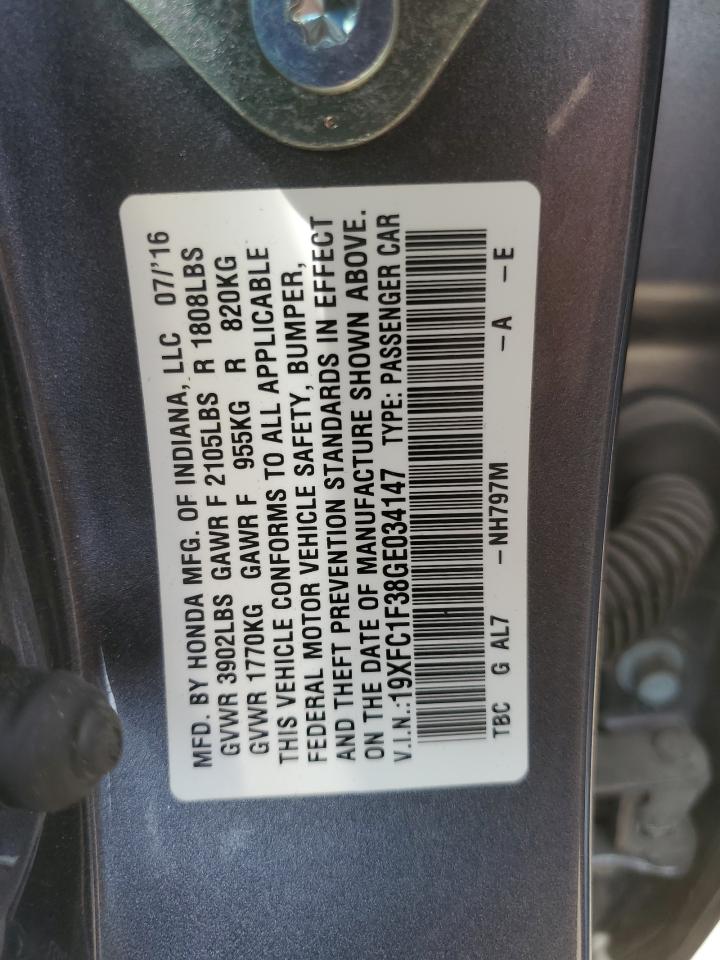 MFD. BY HONDA MFG. OF INDIANA, LLC 07/'16
GVWR 3902LBS GAWR F 2105LBS R 1808LBS
GVWR 1770KG GAWR F 955KG R 820KG
THIS VEHICLE CONFORMS TO ALL APPLICABLE
FEDERAL MOTOR VEHICLE SAFETY, BUMPER,
AND THEFT PREVENTION STANDARDS IN EFFECT
ON THE DATE OF MANUFACTURE SHOWN ABOVE.
V.I.N.:19XFC1F38GE034147 TYPE: PASSENGER CAR
TBC G AL7 -NH797M -A -E